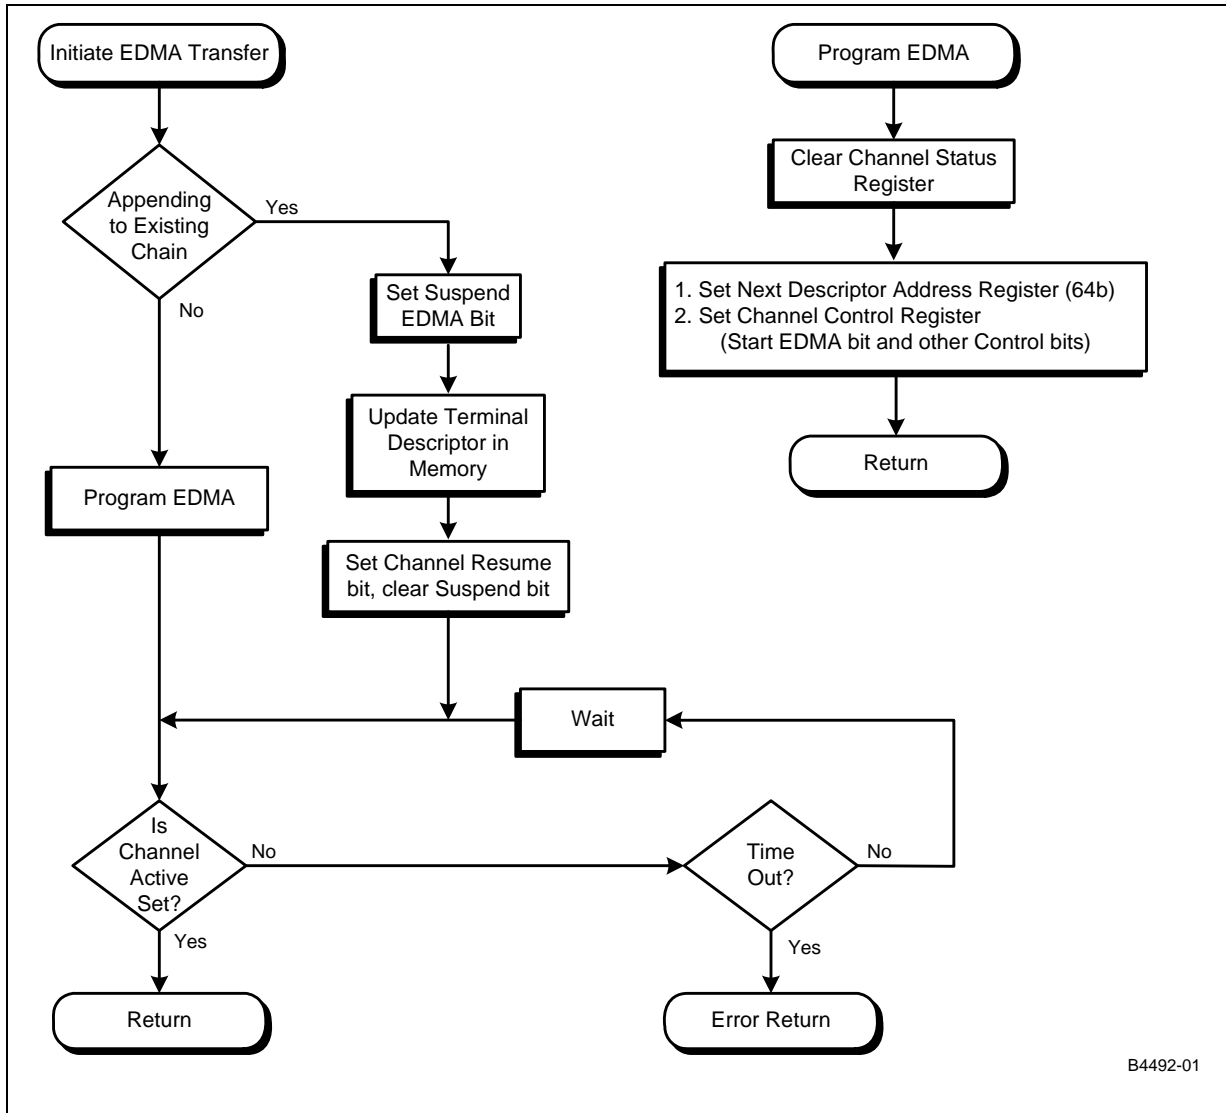 Initiate EDMA Transfer
Appending
to Existing
Chain
Yes
No
Set Suspend
EDMA Bit
Update Terminal
Descriptor in
Memory
Program EDMA
Set Channel Resume
bit, clear Suspend bit
Wait
Is
Channel
Active
Set?
No
Yes
Time
Out?
No
Yes
Return
Error Return
Program EDMA
Clear Channel Status
Register
1. Set Next Descriptor Address Register (64b)
2. Set Channel Control Register
(Start EDMA bit and other Control bits)
Return
B4492-01